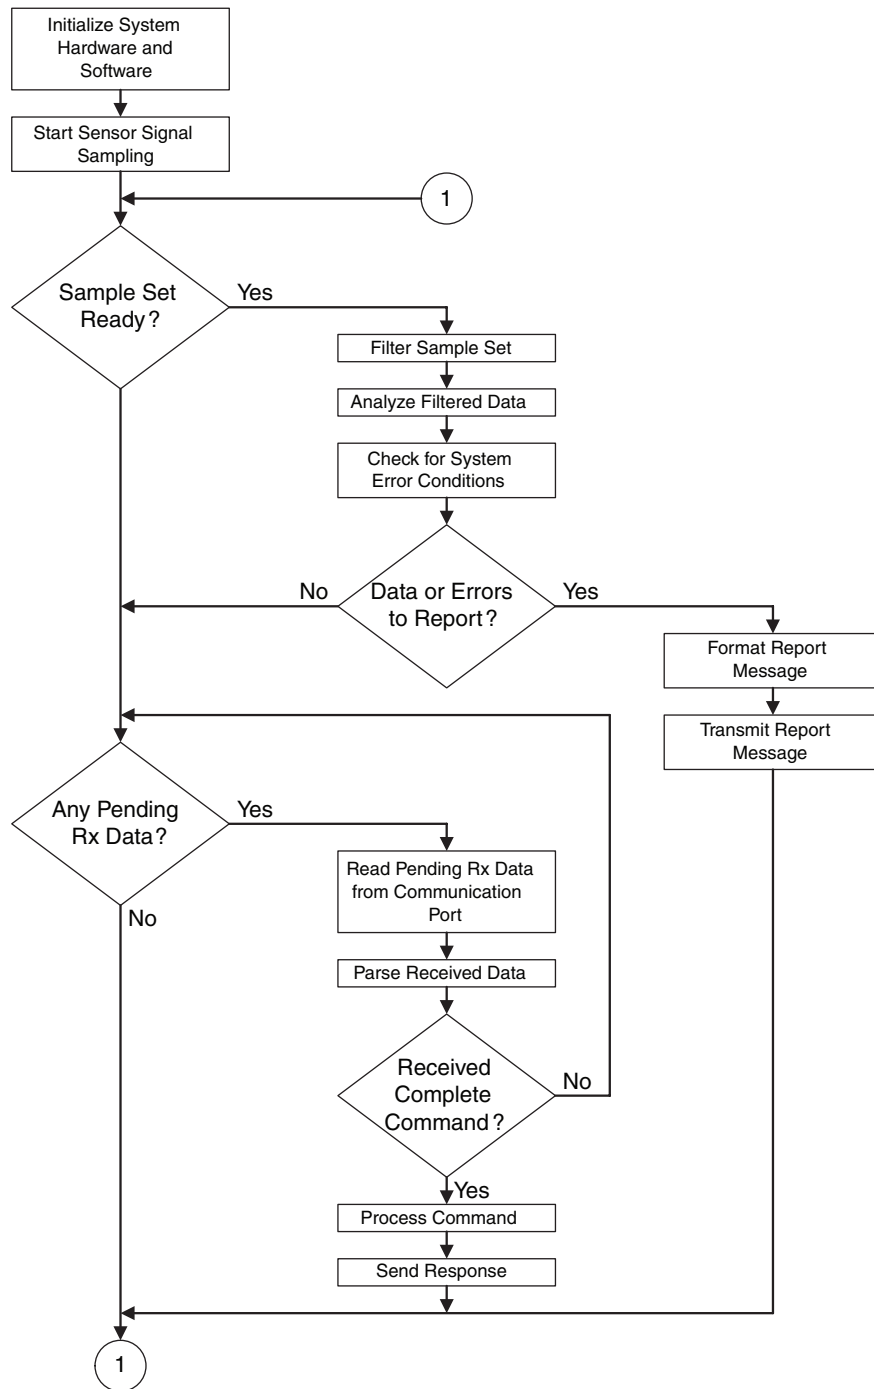 Initialize System
Hardware and
Software
Start Sensor Signal
Sampling
1
Sample Set
Ready?
Yes
Filter Sample Set
Analyze Filtered Data
Check for System
Error Conditions
No
Data or Errors
to Report?
Yes
Format Report
Message
Transmit Report
Message
Any Pending
Rx Data?
Yes
No
Read Pending Rx Data
from Communication
Port
Parse Received Data
Received
Complete
Command?
No
Yes
Process Command
Send Response
1